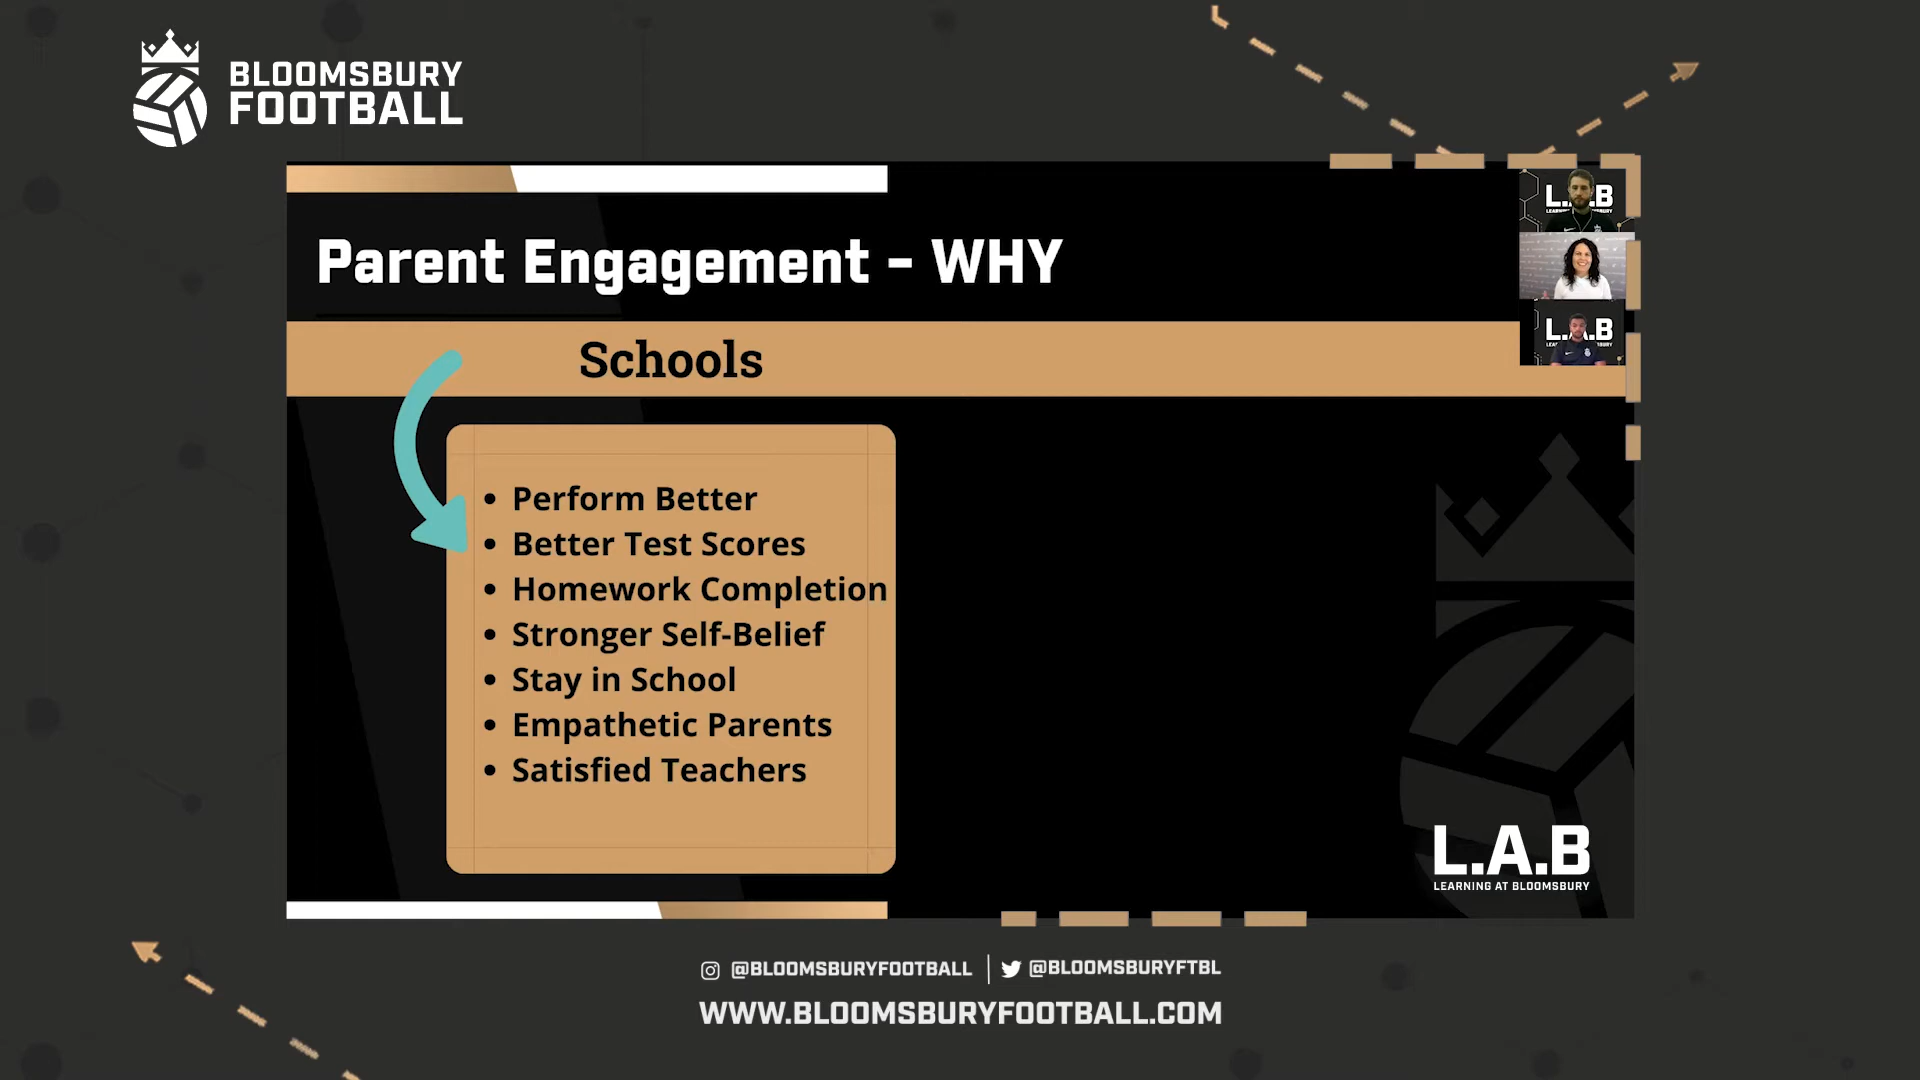 BLOOMSBURY
FOOTBALL
Parent Engagement - WHY
Schools
• Perform Better
• Better Test Scores
• Homework Completion
• Stronger Self-Belief
• Stay in School
• Empathetic Parents
• Satisfied Teachers
L.A.B
LEARNING AT BLOOMSBURY
@BLOOMSBURYFOOTBALL | @BLOOMSBURYFTBL
WWW.BLOOMSBURYFOOTBALL.COM